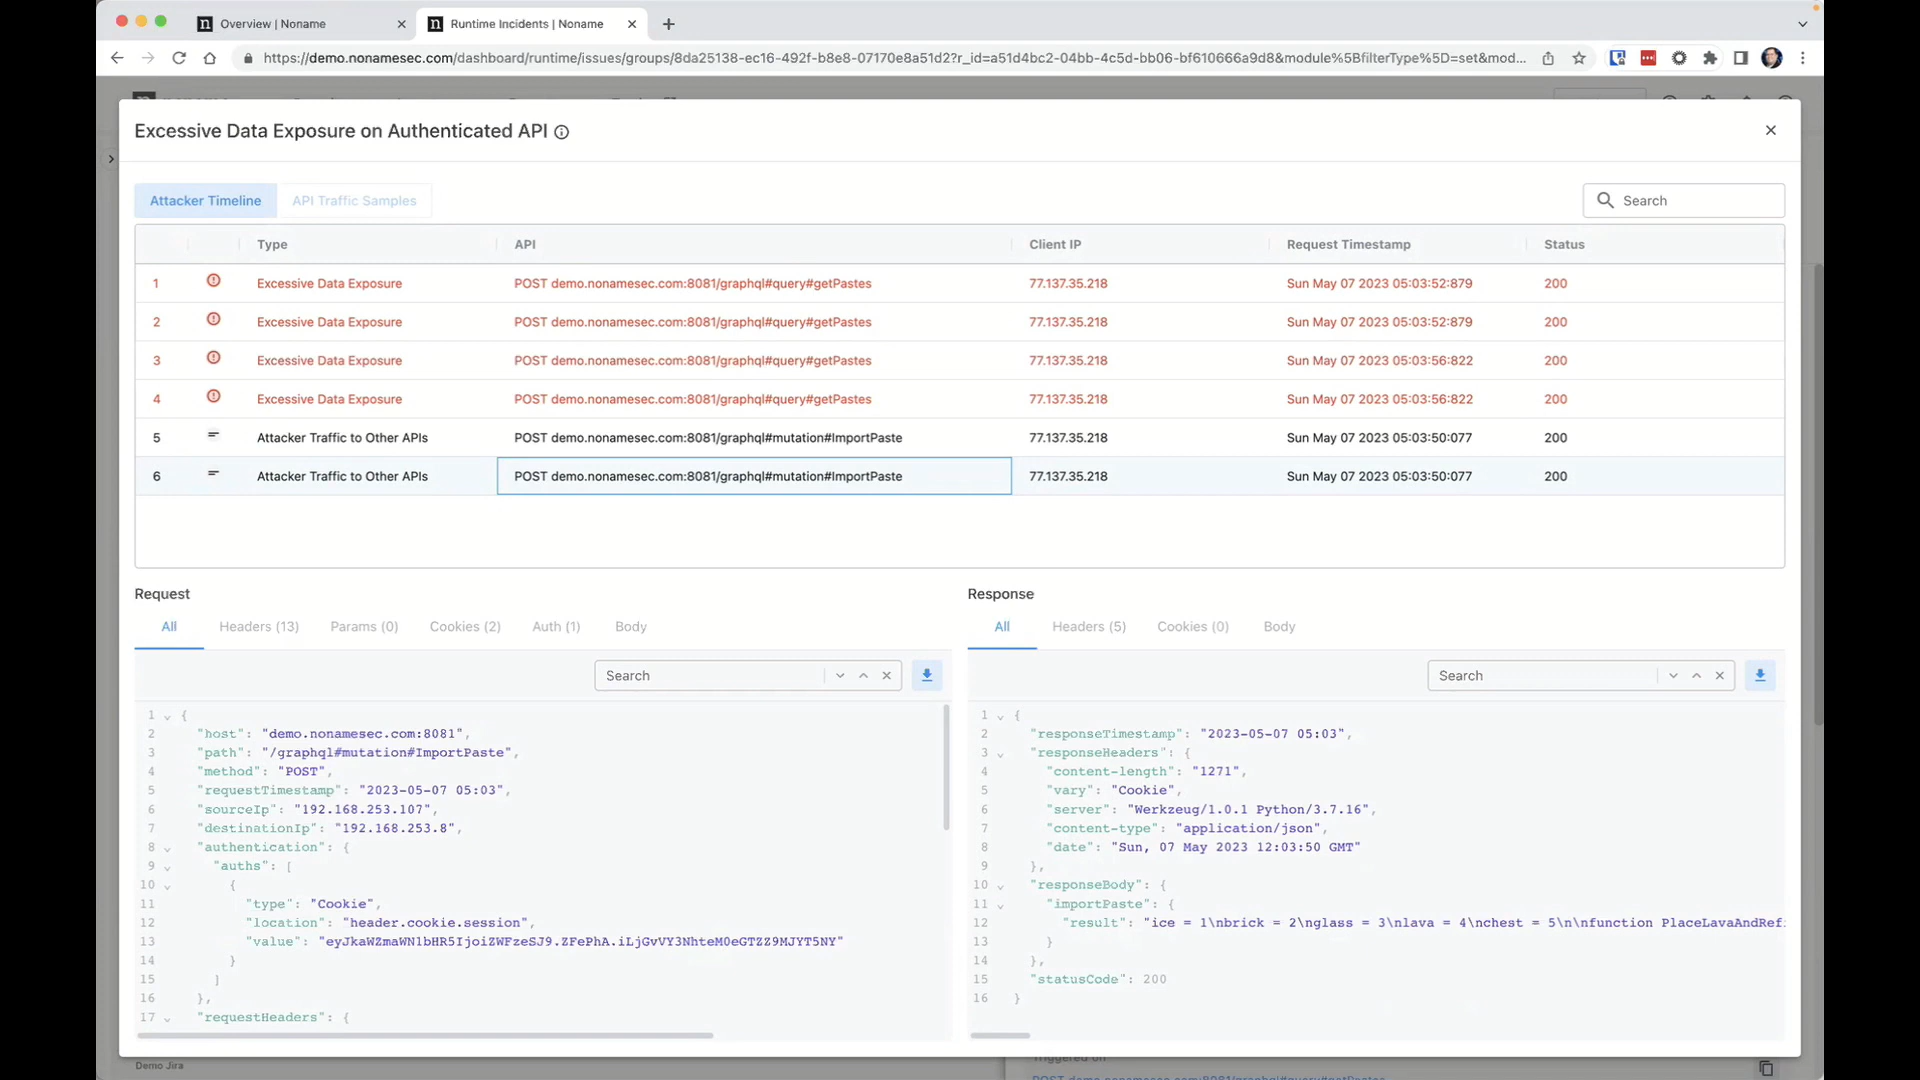 Overview | Noname
Runtime Incidents | Noname
https://demo.nonamesec.com/dashboard/runtime/issues/groups/8da25138-ec16-492f-b8e8-07170e8a51d2?r_id=a51d4bc2-04bb-4c5d-bb06-bf610666a9d8&module%5BfilterType%5D=set&mod...
Excessive Data Exposure on Authenticated API
Attacker Timeline API Traffic Samples Search
Type API Client IP Request Timestamp Status
1 Excessive Data Exposure POST demo.nonamesec.com:8081/graphql#query#getPastes 77.137.35.218 Sun May 07 2023 05:03:52:879 200
2 Excessive Data Exposure POST demo.nonamesec.com:8081/graphql#query#getPastes 77.137.35.218 Sun May 07 2023 05:03:52:879 200
3 Excessive Data Exposure POST demo.nonamesec.com:8081/graphql#query#getPastes 77.137.35.218 Sun May 07 2023 05:03:56:822 200
4 Excessive Data Exposure POST demo.nonamesec.com:8081/graphql#query#getPastes 77.137.35.218 Sun May 07 2023 05:03:56:822 200
5 Attacker Traffic to Other APIs POST demo.nonamesec.com:8081/graphql#mutation#ImportPaste 77.137.35.218 Sun May 07 2023 05:03:50:077 200
6 Attacker Traffic to Other APIs POST demo.nonamesec.com:8081/graphql#mutation#ImportPaste 77.137.35.218 Sun May 07 2023 05:03:50:077 200
Request
All Headers (13) Params (0) Cookies (2) Auth (1) Body
Search
1 {
2 "host": "demo.nonamesec.com:8081",
3 "path": "/graphql#mutation#ImportPaste",
4 "method": "POST",
5 "requestTimestamp": "2023-05-07 05:03",
6 "sourceIp": "192.168.253.107",
7 "destinationIp": "192.168.253.8",
8 "authentication": {
9 "auths": [
10 {
11 "type": "Cookie",
12 "location": "header.cookie.session",
13 "value": "eyJkaWZmaWN1bHR5IjoiZWFzeSJ9.ZFePhA.iLjGvVY3NhteM0eGTZZ9MJYT5NY"
14 }
15 ]
16 },
17 "requestHeaders": {
Response
All Headers (5) Cookies (0) Body
Search
1 {
2 "responseTimestamp": "2023-05-07 05:03",
3 "responseHeaders": {
4 "content-length": "1271",
5 "vary": "Cookie",
6 "server": "Werkzeug/1.0.1 Python/3.7.16",
7 "content-type": "application/json",
8 "date": "Sun, 07 May 2023 12:03:50 GMT"
9 },
10 "responseBody": {
11 "importPaste": {
12 "result": "ice = 1\nbrick = 2\nglass = 3\nlava = 4\nchest = 5\n\nfunction PlaceLavaAndRefi
13 }
14 },
15 "statusCode": 200
16 }
Demo Jira
Triggered on
POST demo.nonamesec.com:8081/graphql#query#getPastes